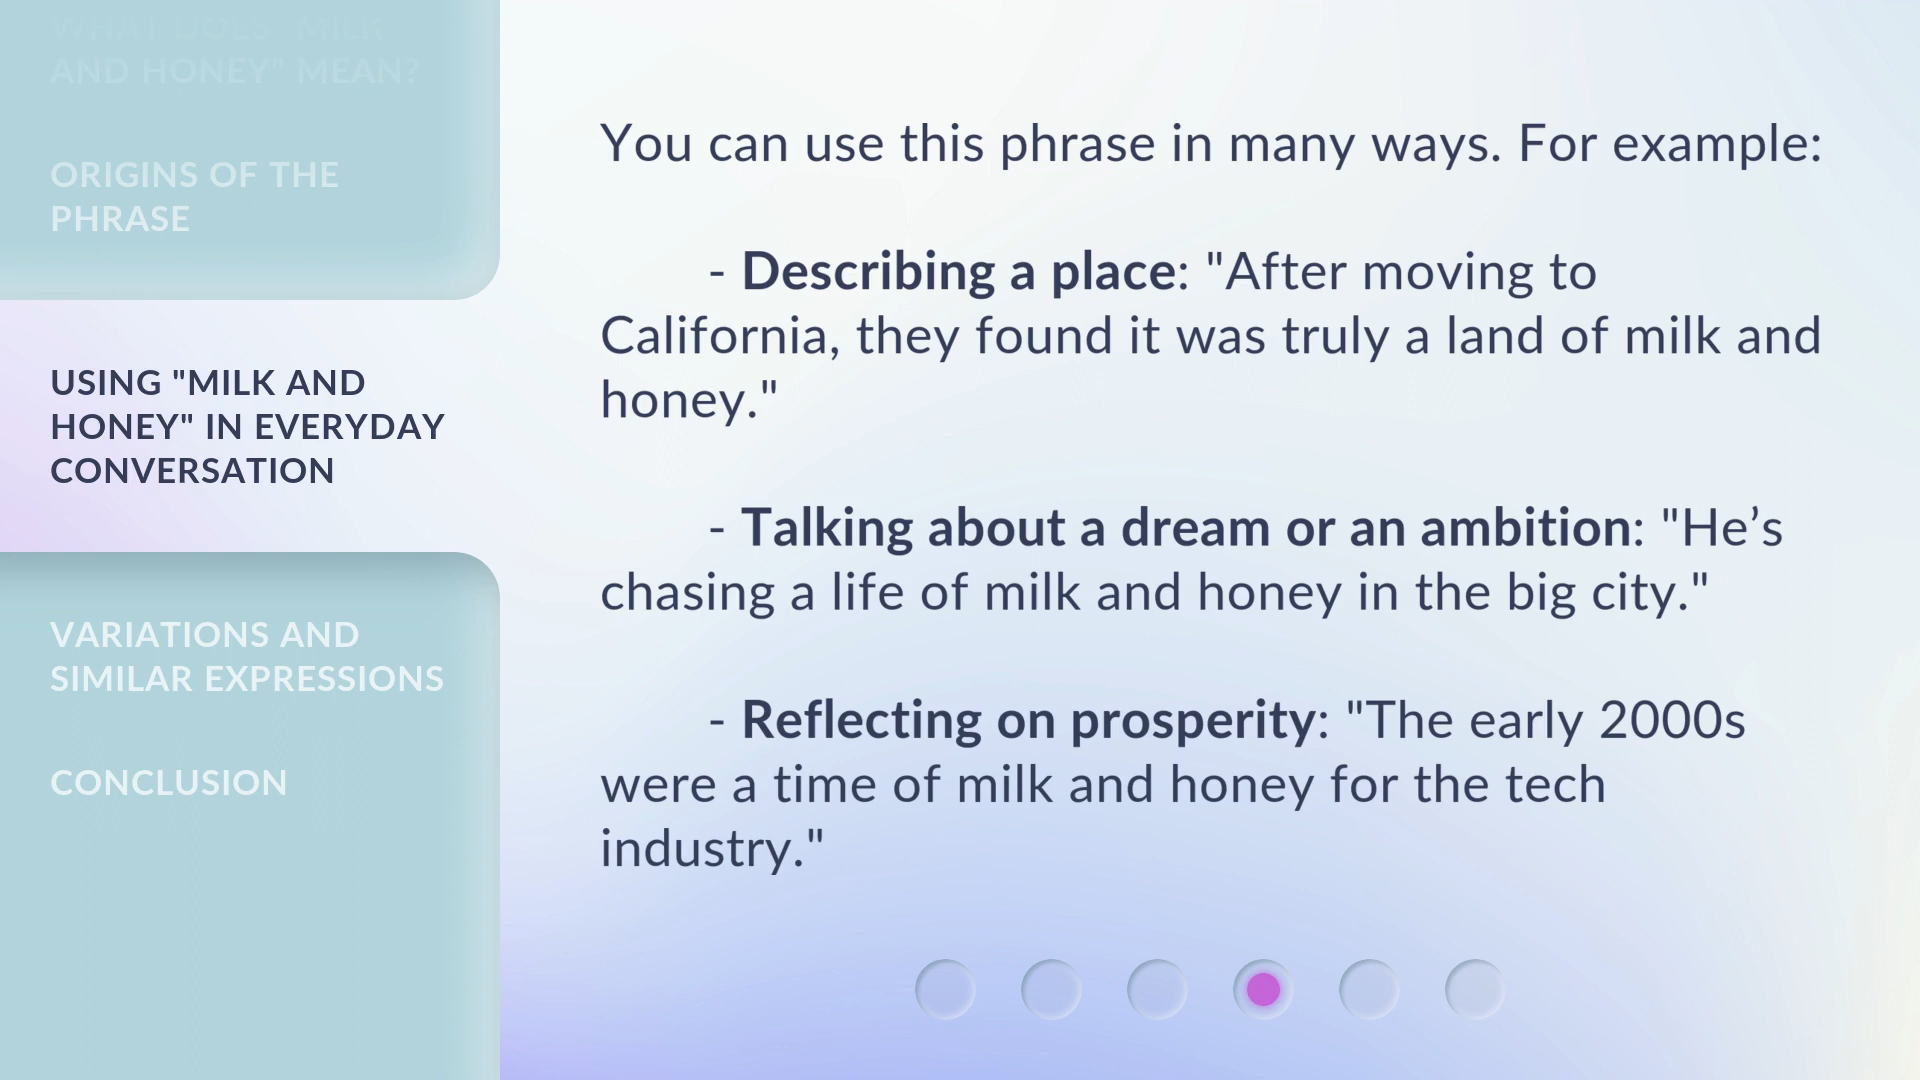 WHAT DOES "MILK
AND HONEY" MEAN?
ORIGINS OF THE
PHRASE
USING "MILK AND
HONEY" IN EVERYDAY
CONVERSATION
VARIATIONS AND
SIMILAR EXPRESSIONS
CONCLUSION
You can use this phrase in many ways. For example:
- Describing a place: "After moving to
California, they found it was truly a land of milk and
honey."
- Talking about a dream or an ambition: "He’s
chasing a life of milk and honey in the big city."
- Reflecting on prosperity: "The early 2000s
were a time of milk and honey for the tech
industry."